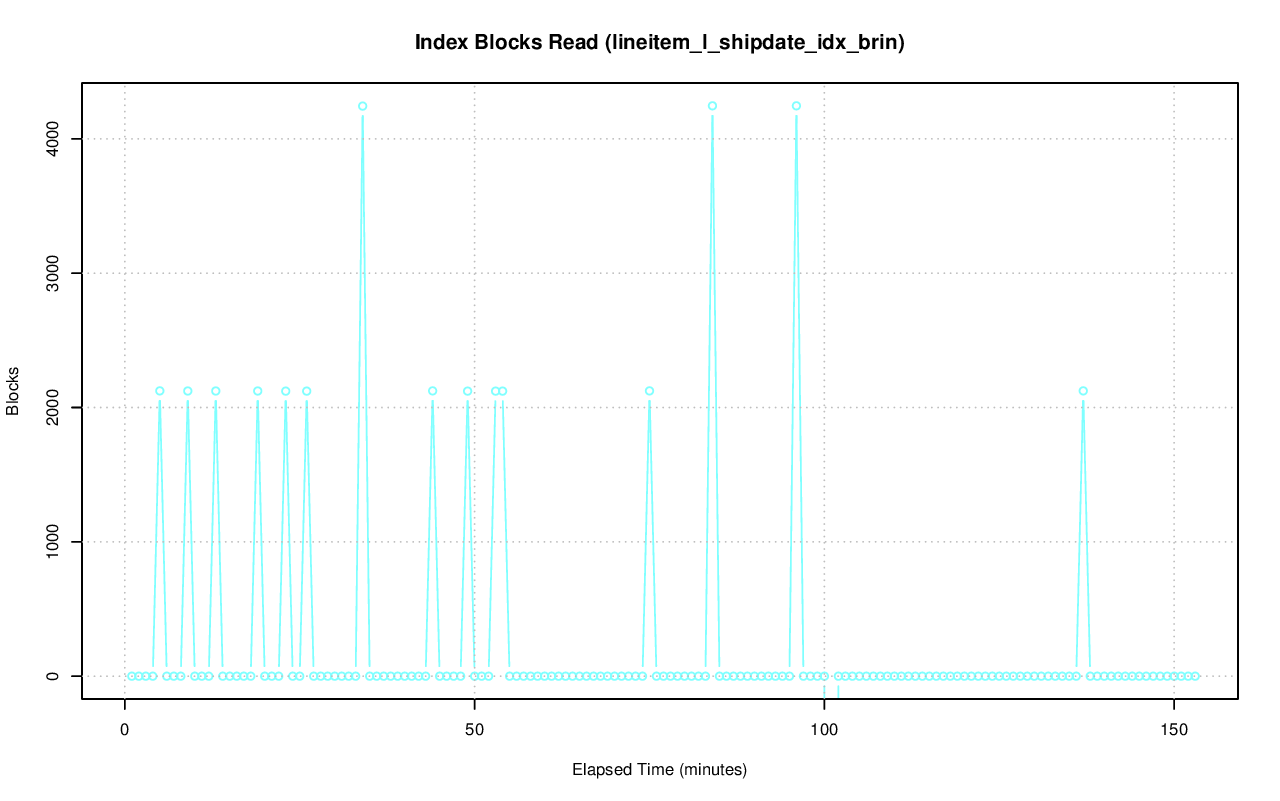 Index Blocks Read (lineitem_l_shipdate_idx_brin)
Blocks
4000
3000
2000
1000
0
0 50 100 150
Elapsed Time (minutes)